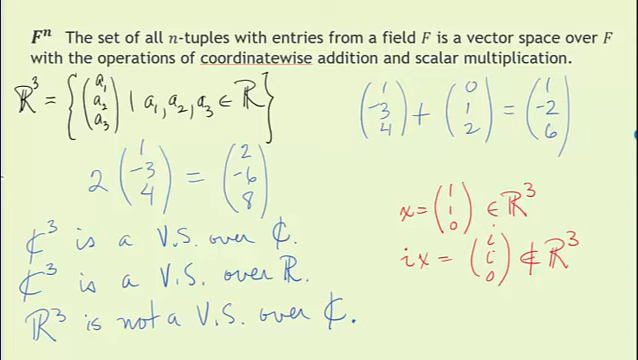 Fⁿ The set of all n-tuples with entries from a field F is a vector space over F
with the operations of coordinatewise addition and scalar multiplication.
ℝ³ = { (a₁ a₂ a₃) | a₁, a₂, a₃ ∈ ℝ }
(1 -3 4) + (0 1 2) = (1 -2 6)
2 (1 -3 4) = (2 -6 8)
x = (1 1 0) ∈ ℝ³
ix = (i i 0) ∉ ℝ³
ℂ³ is a V.S. over ℂ.
ℂ³ is a V.S. over ℝ.
ℝ³ is not a V.S. over ℂ.